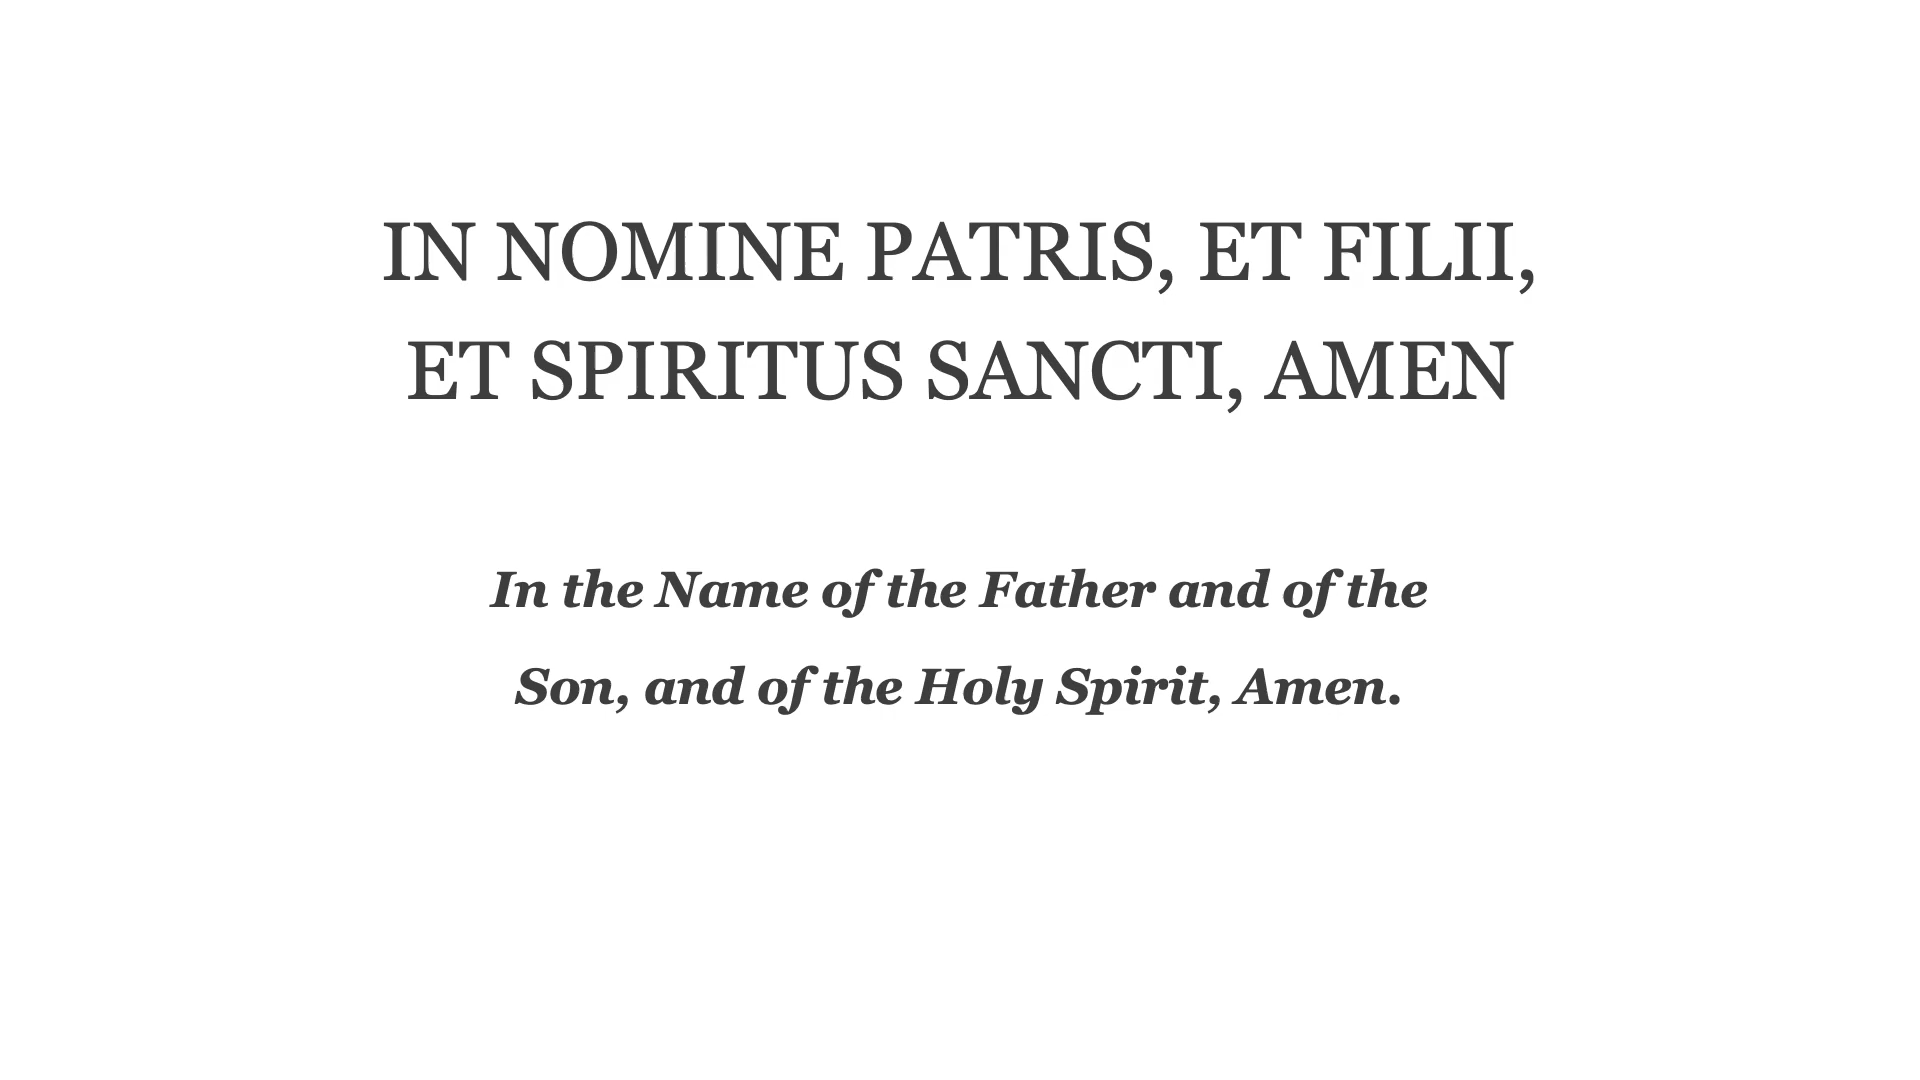 IN NOMINE PATRIS, ET FILII,
ET SPIRITUS SANCTI, AMEN
In the Name of the Father and of the
Son, and of the Holy Spirit, Amen.